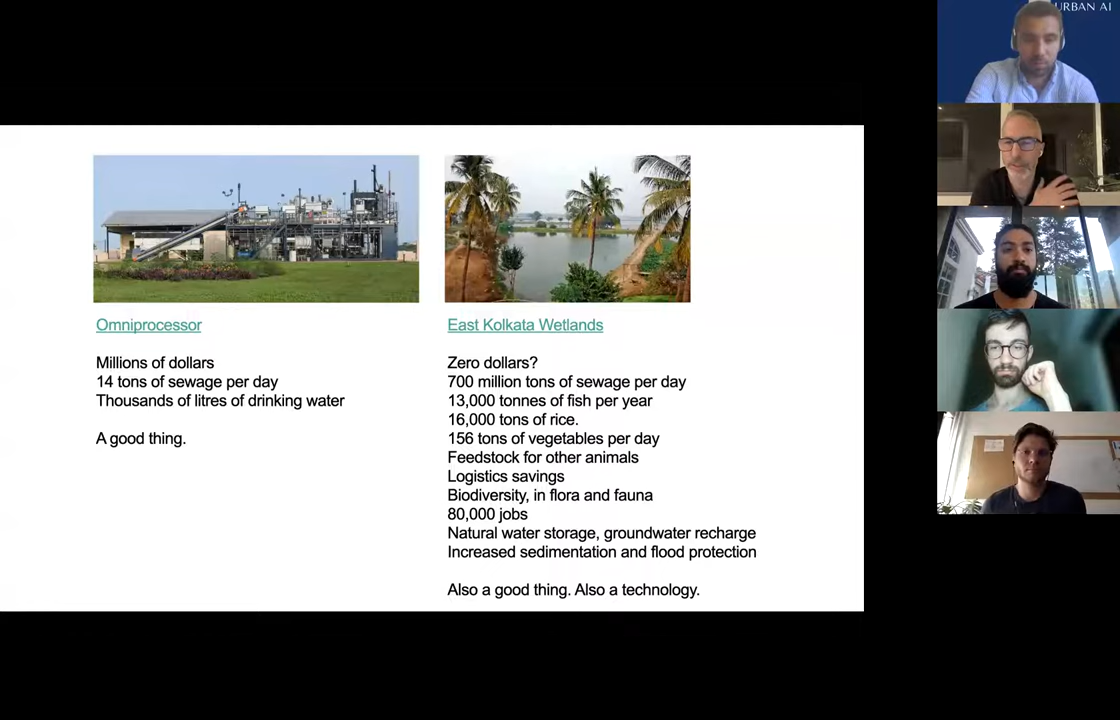 URBAN AI
Omniprocessor
Millions of dollars
14 tons of sewage per day
Thousands of litres of drinking water
A good thing.
East Kolkata Wetlands
Zero dollars?
700 million tons of sewage per day
13,000 tonnes of fish per year
16,000 tons of rice.
156 tons of vegetables per day
Feedstock for other animals
Logistics savings
Biodiversity, in flora and fauna
80,000 jobs
Natural water storage, groundwater recharge
Increased sedimentation and flood protection
Also a good thing. Also a technology.